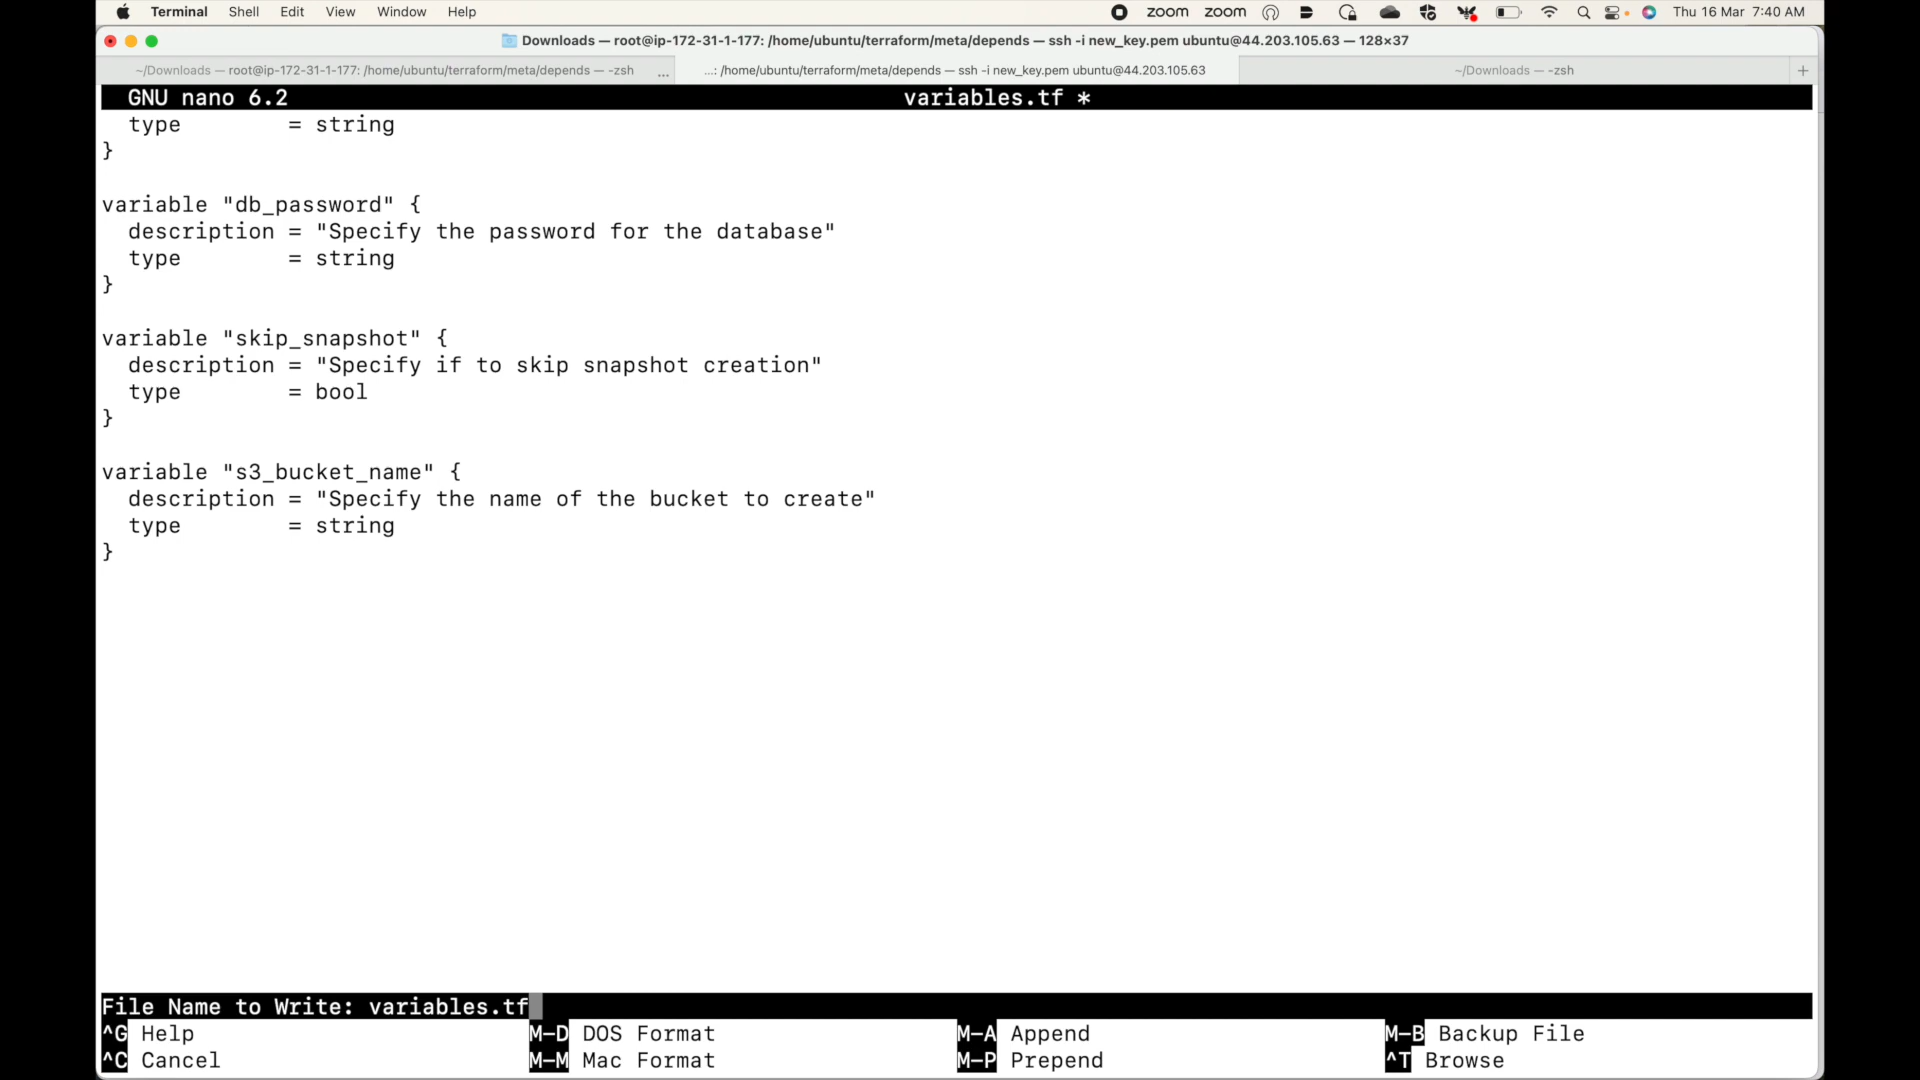 Terminal Shell Edit View Window Help zoom zoom Thu 16 Mar 7:40 AM
Downloads — root@ip-172-31-1-177: /home/ubuntu/terraform/meta/depends — ssh -i new_key.pem ubuntu@44.203.105.63 — 128×37
~/Downloads — root@ip-172-31-1-177: /home/ubuntu/terraform/meta/depends — -zsh ... ...: /home/ubuntu/terraform/meta/depends — ssh -i new_key.pem ubuntu@44.203.105.63 ~/Downloads — -zsh +
GNU nano 6.2 variables.tf *
  type        = string
}
variable "db_password" {
  description = "Specify the password for the database"
  type        = string
}
variable "skip_snapshot" {
  description = "Specify if to skip snapshot creation"
  type        = bool
}
variable "s3_bucket_name" {
  description = "Specify the name of the bucket to create"
  type        = string
}
File Name to Write: variables.tf
^G Help M-D DOS Format M-A Append M-B Backup File
^C Cancel M-M Mac Format M-P Prepend ^T Browse